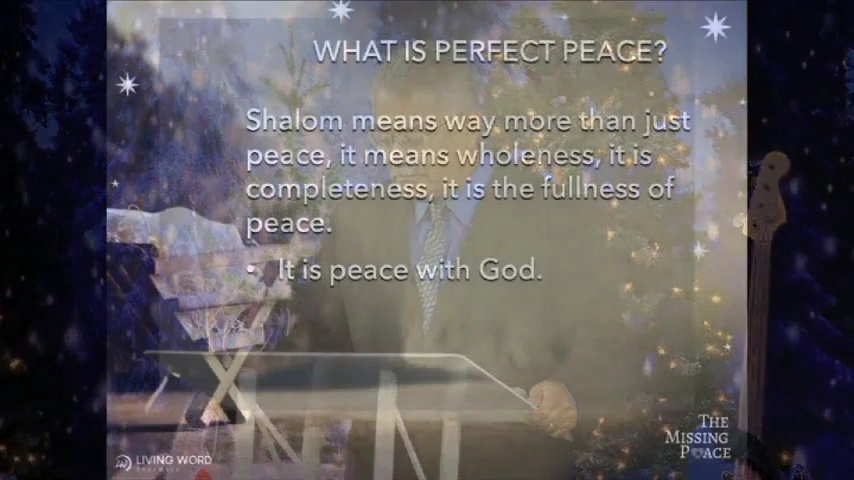 WHAT IS PERFECT PEACE?
Shalom means way more than just
peace, it means wholeness, it is
completeness, it is the fullness of
peace.
• It is peace with God.
THE
MISSING
PEACE
LIVING WORD